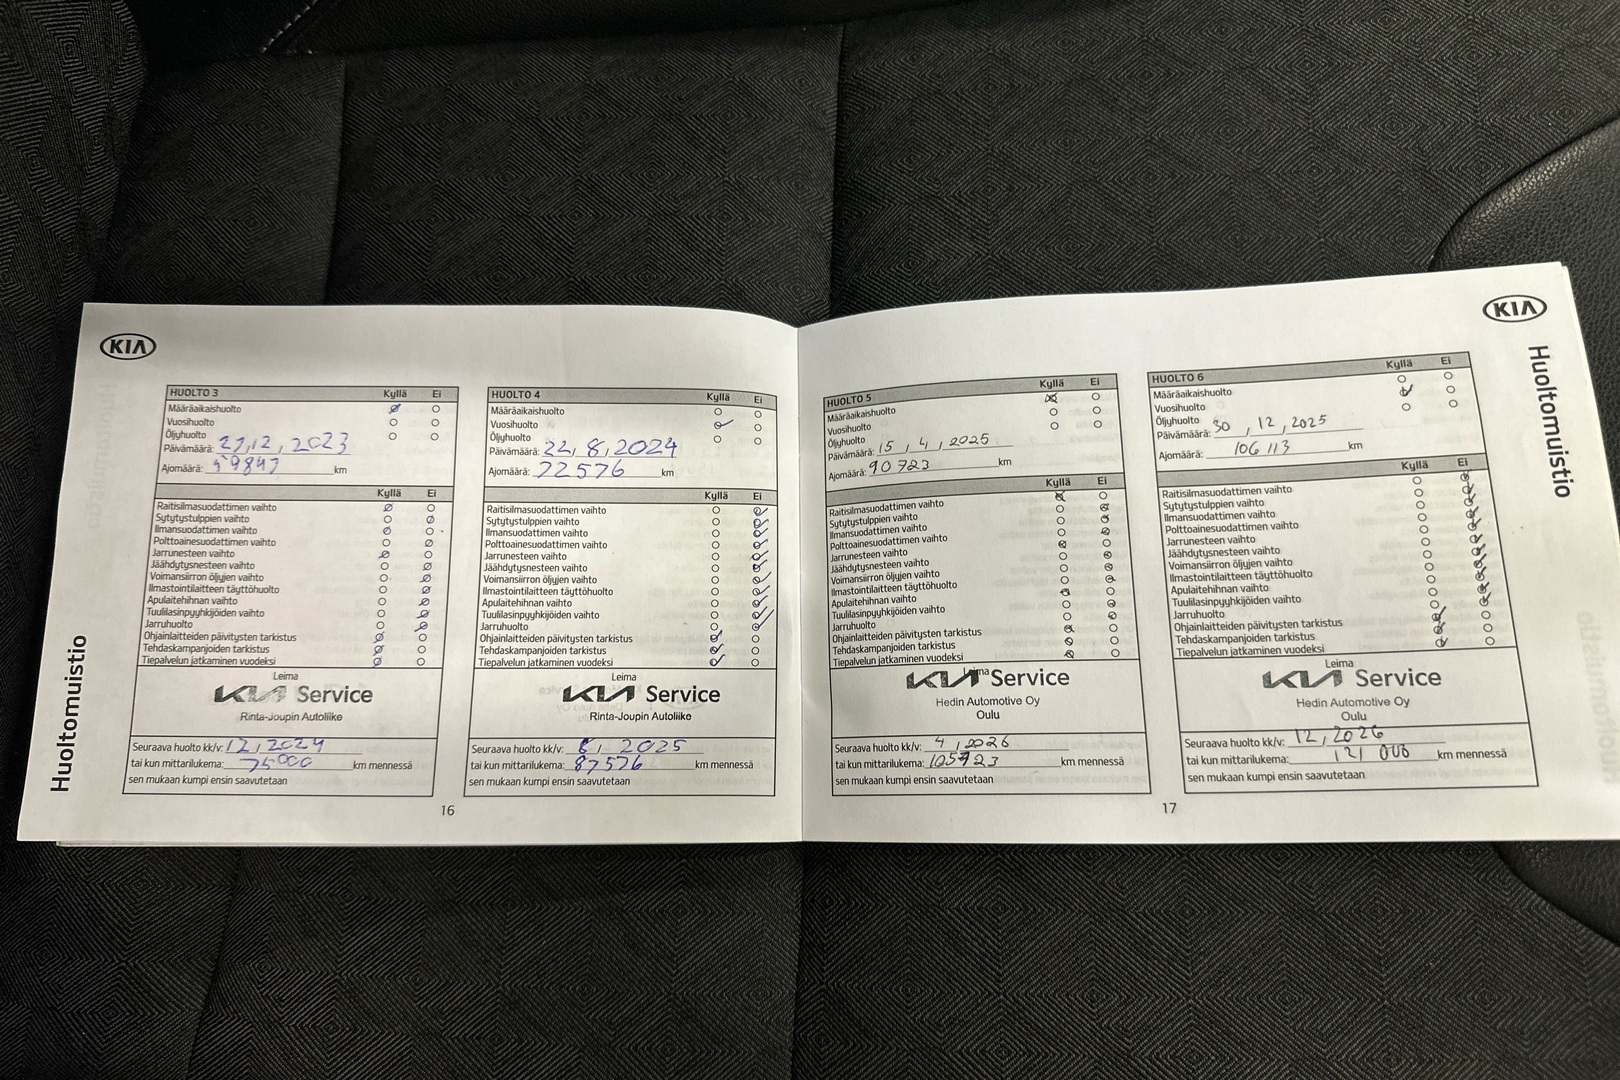 KIA
HUOLTO 3 Kyllä Ei
Määräaikaishuolto
Vuosihuolto
Öljyhuolto
Päivämäärä: 27,12,2023
Ajomäärä: 59847 km
Kyllä Ei
Raitisilmasuodattimen vaihto
Sytytystulppien vaihto
Ilmansuodattimen vaihto
Polttoainesuodattimen vaihto
Jarrunesteen vaihto
Jäähdytysnesteen vaihto
Voimansiirron öljyjen vaihto
Ilmastointilaitteen täyttöhuolto
Apulaitehihnan vaihto
Tuulilasinpyyhkijöiden vaihto
Jarruhuolto
Ohjainlaitteiden päivitysten tarkistus
Tehdaskampanjoiden tarkistus
Tiepalvelun jatkaminen vuodeksi
Leima
KIA Service
Rinta-Joupin Autoliike
Seuraava huolto kk/v: 12,2024
tai kun mittarilukema: 75000 km mennessä
sen mukaan kumpi ensin saavutetaan
Huoltomuistio
HUOLTO 4 Kyllä Ei
Määräaikaishuolto
Vuosihuolto
Öljyhuolto
Päivämäärä: 22,8,2024
Ajomäärä: 72576 km
Kyllä Ei
Raitisilmasuodattimen vaihto
Sytytystulppien vaihto
Ilmansuodattimen vaihto
Polttoainesuodattimen vaihto
Jarrunesteen vaihto
Jäähdytysnesteen vaihto
Voimansiirron öljyjen vaihto
Ilmastointilaitteen täyttöhuolto
Apulaitehihnan vaihto
Tuulilasinpyyhkijöiden vaihto
Jarruhuolto
Ohjainlaitteiden päivitysten tarkistus
Tehdaskampanjoiden tarkistus
Tiepalvelun jatkaminen vuodeksi
Leima
KIA Service
Rinta-Joupin Autoliike
Seuraava huolto kk/v: 8, 2025
tai kun mittarilukema: 87576 km mennessä
sen mukaan kumpi ensin saavutetaan
16
HUOLTO 5 Kyllä Ei
Määräaikaishuolto
Vuosihuolto
Öljyhuolto
Päivämäärä: 15,4,2025
Ajomäärä: 90723 km
Kyllä Ei
Raitisilmasuodattimen vaihto
Sytytystulppien vaihto
Ilmansuodattimen vaihto
Polttoainesuodattimen vaihto
Jarrunesteen vaihto
Jäähdytysnesteen vaihto
Voimansiirron öljyjen vaihto
Ilmastointilaitteen täyttöhuolto
Apulaitehihnan vaihto
Tuulilasinpyyhkijöiden vaihto
Jarruhuolto
Ohjainlaitteiden päivitysten tarkistus
Tehdaskampanjoiden tarkistus
Tiepalvelun jatkaminen vuodeksi
Leima
KIA Service
Hedin Automotive Oy
Oulu
Seuraava huolto kk/v: 4,2026
tai kun mittarilukema: 105723 km mennessä
sen mukaan kumpi ensin saavutetaan
KIA
HUOLTO 6 Kyllä Ei
Määräaikaishuolto
Vuosihuolto
Öljyhuolto
Päivämäärä: 30,12,2025
Ajomäärä: 106 113 km
Kyllä Ei
Raitisilmasuodattimen vaihto
Sytytystulppien vaihto
Ilmansuodattimen vaihto
Polttoainesuodattimen vaihto
Jarrunesteen vaihto
Jäähdytysnesteen vaihto
Voimansiirron öljyjen vaihto
Ilmastointilaitteen täyttöhuolto
Apulaitehihnan vaihto
Tuulilasinpyyhkijöiden vaihto
Jarruhuolto
Ohjainlaitteiden päivitysten tarkistus
Tehdaskampanjoiden tarkistus
Tiepalvelun jatkaminen vuodeksi
Leima
KIA Service
Hedin Automotive Oy
Oulu
Seuraava huolto kk/v: 12,2026
tai kun mittarilukema: 121 000 km mennessä
sen mukaan kumpi ensin saavutetaan
17
Huoltomuistio